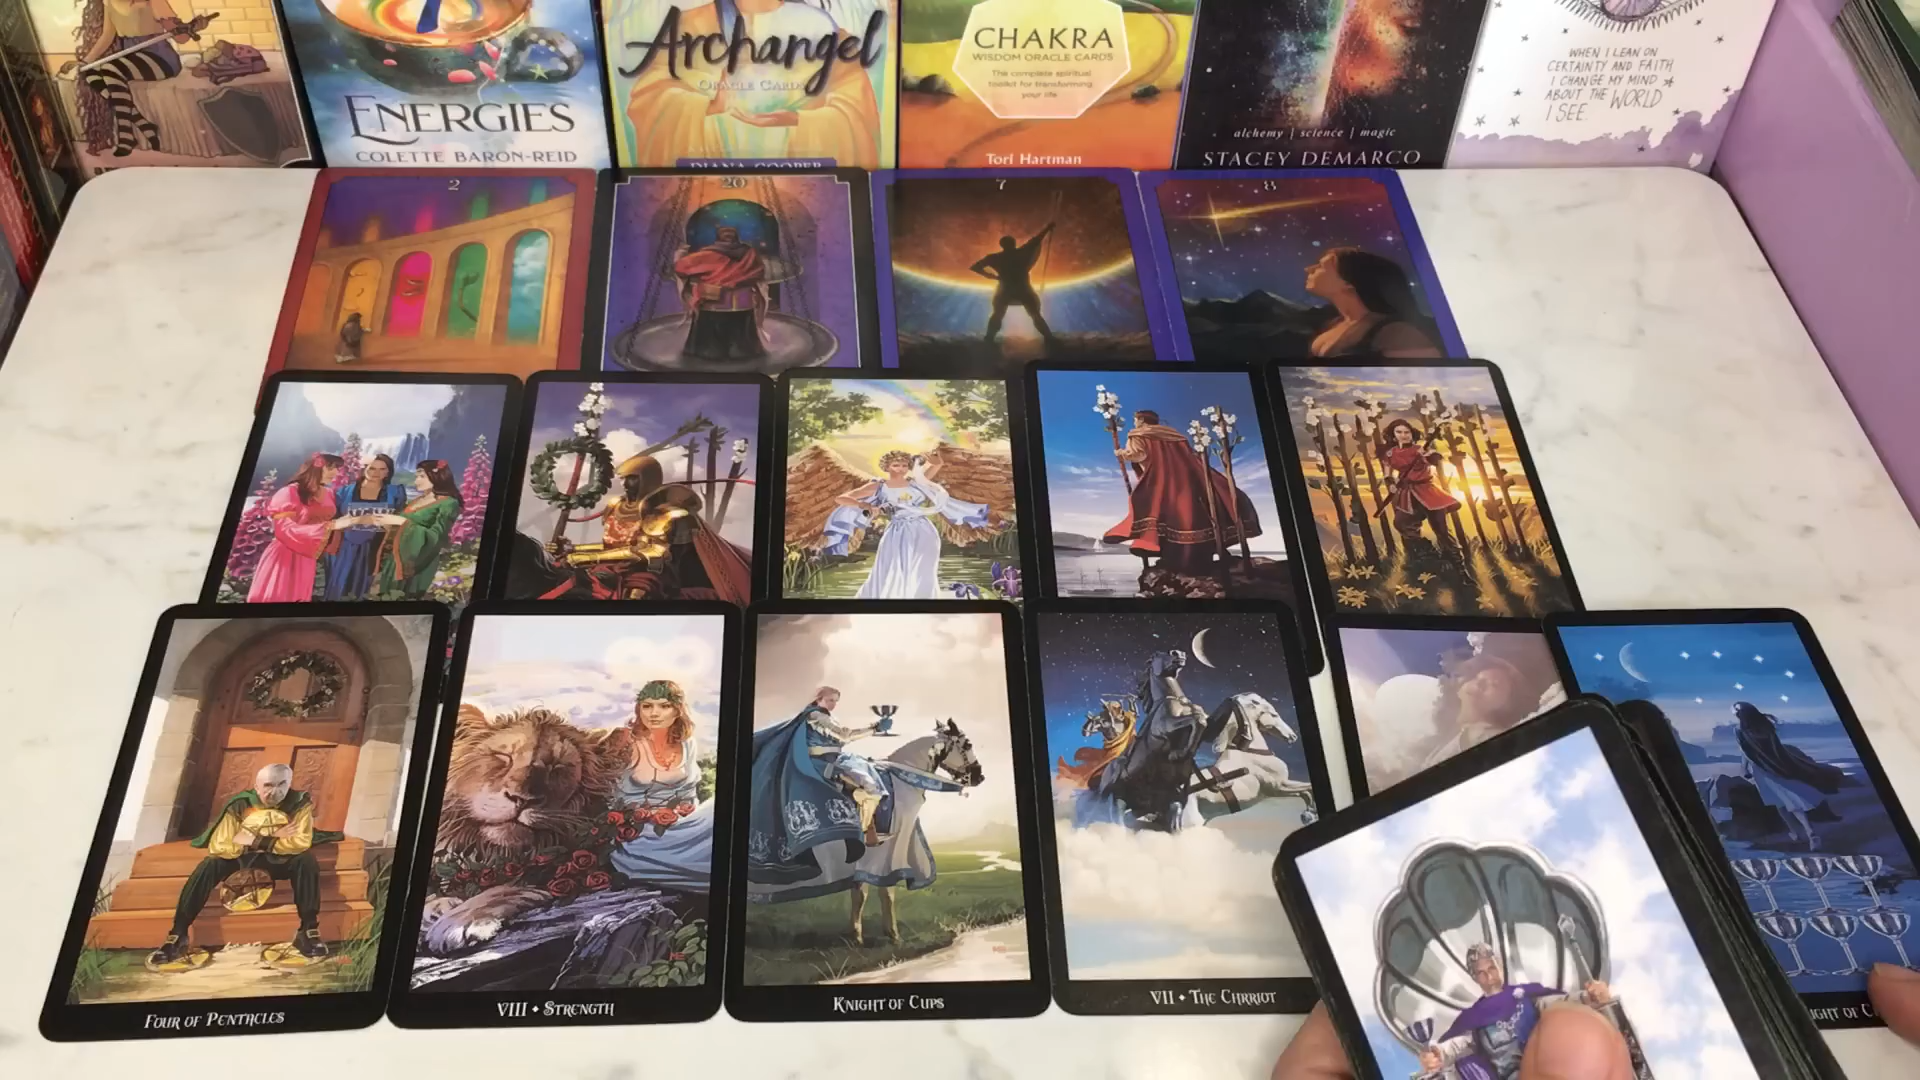 ENERGIES
COLETTE BARON-REID
Archangel
ORACLE CARDS
DIANA COOPER
CHAKRA
WISDOM ORACLE CARDS
The complete spiritual
toolkit for transforming
your life
Tori Hartman
alchemy | science | magic
STACEY DEMARCO
WHEN I LEAN ON
CERTAINTY AND FAITH
I CHANGE MY MIND
ABOUT THE WORLD
I SEE.
2
20
7
8
FOUR OF PENTACLES
VIII • STRENGTH
KNIGHT OF CUPS
VII • THE CHARIOT
IGHT OF C